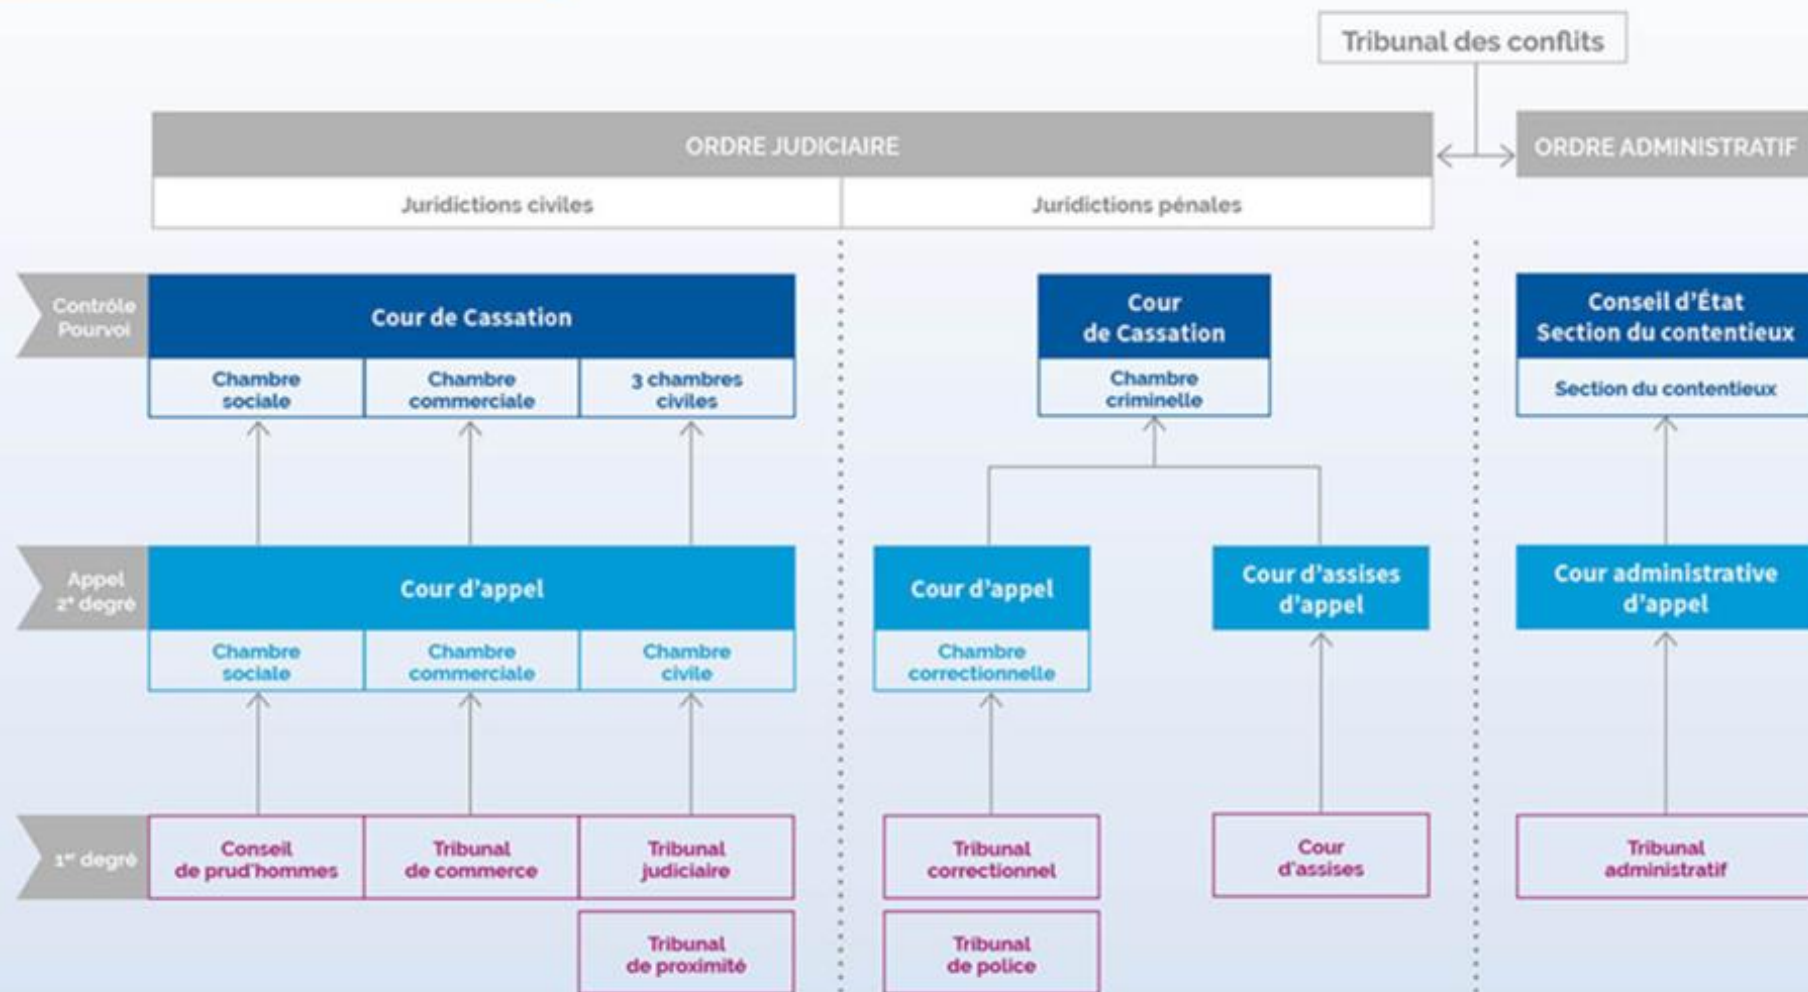 Tribunal des conflits
ORDRE JUDICIAIRE
ORDRE ADMINISTRATIF
Juridictions civiles
Juridictions pénales
Contrôle
Pourvoi
Cour de Cassation
Chambre
sociale
Chambre
commerciale
3 chambres
civiles
Cour
de Cassation
Chambre
criminelle
Conseil d'État
Section du contentieux
Section du contentieux
Appel
2e degré
Cour d'appel
Chambre
sociale
Chambre
commerciale
Chambre
civile
Cour d'appel
Chambre
correctionnelle
Cour d'assises
d'appel
Cour administrative
d'appel
1er degré
Conseil
de prud'hommes
Tribunal
de commerce
Tribunal
judiciaire
Tribunal
correctionnel
Cour
d'assises
Tribunal
administratif
Tribunal
de proximité
Tribunal
de police